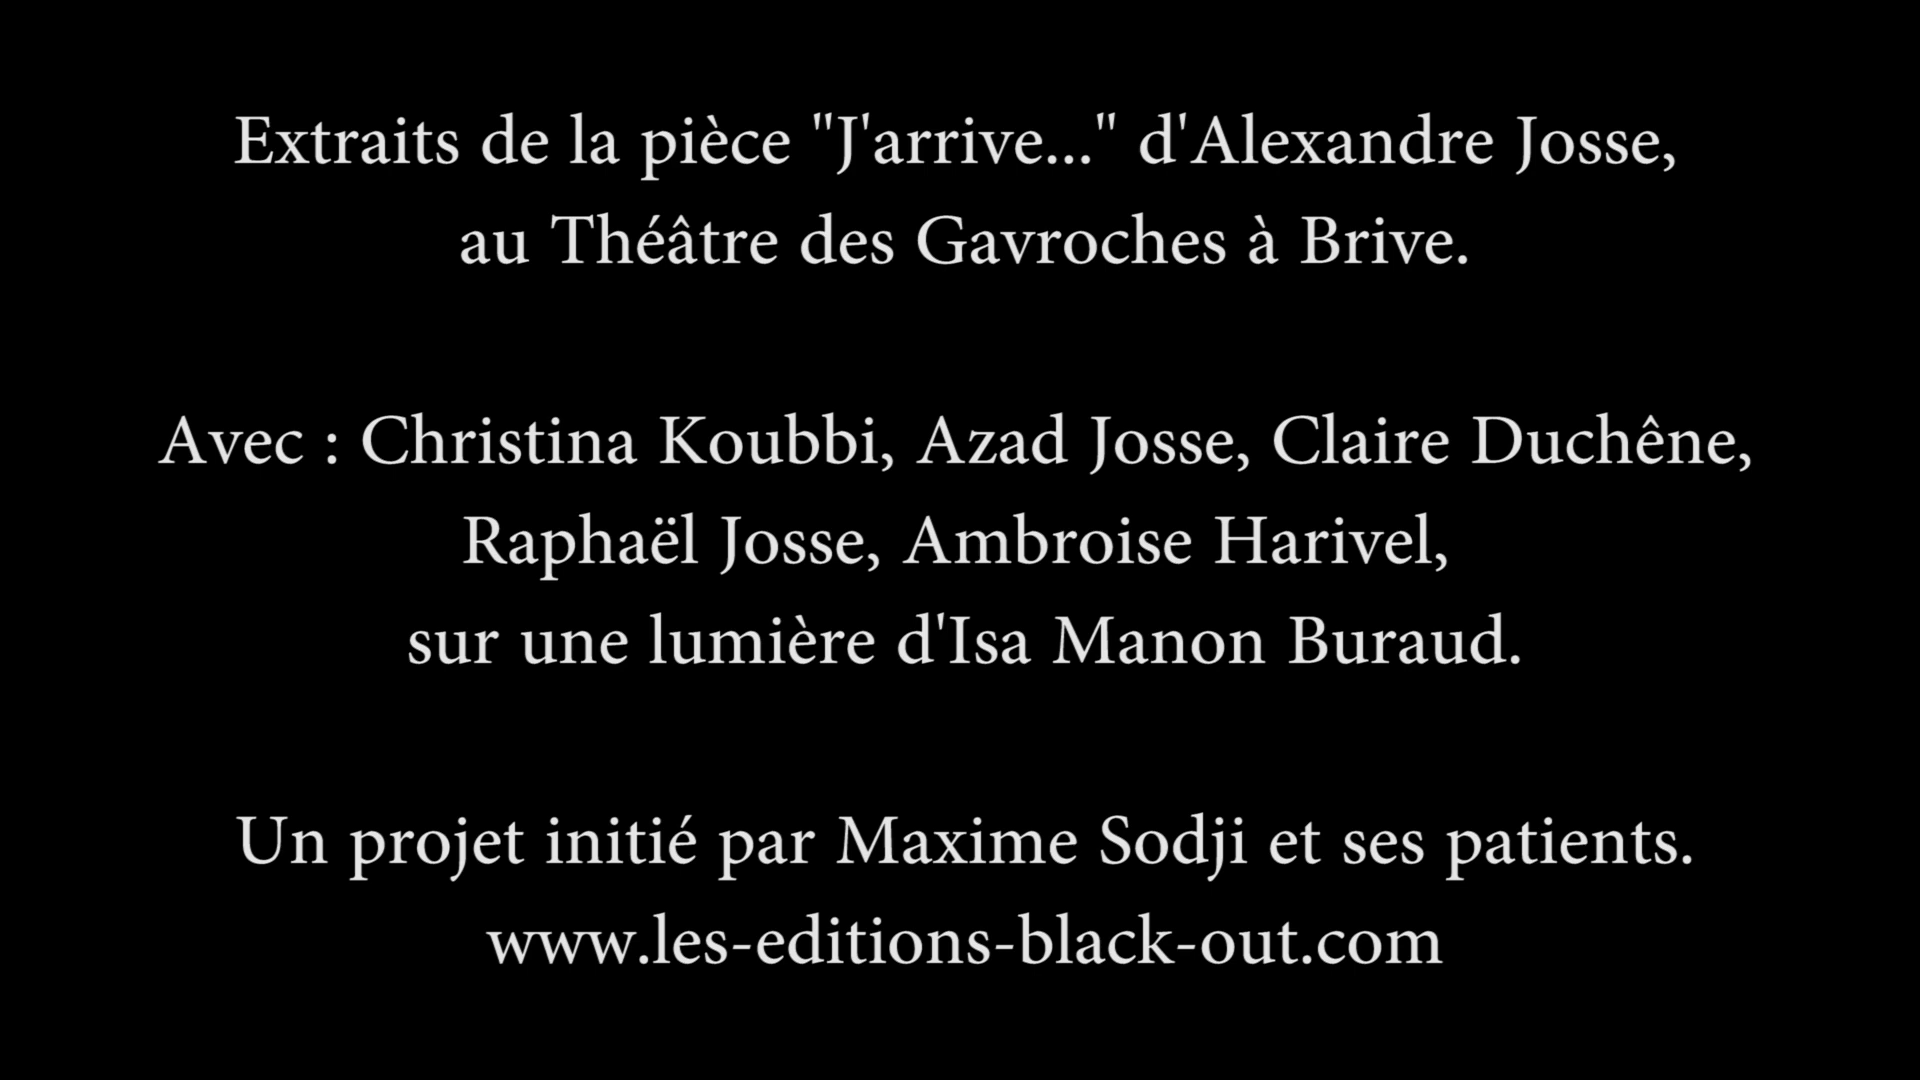 Extraits de la pièce "J'arrive..." d'Alexandre Josse,
au Théâtre des Gavroches à Brive.
Avec : Christina Koubbi, Azad Josse, Claire Duchêne,
Raphaël Josse, Ambroise Harivel,
sur une lumière d'Isa Manon Buraud.
Un projet initié par Maxime Sodji et ses patients.
www.les-editions-black-out.com